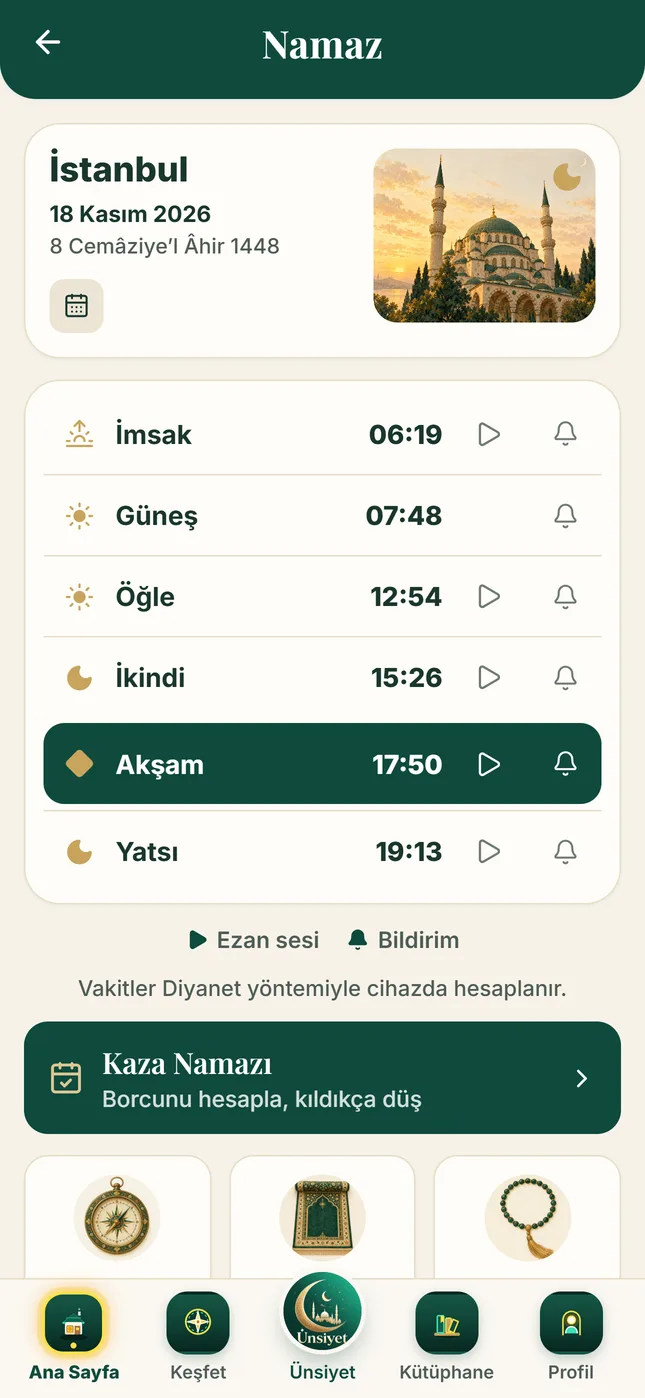 Namaz
İstanbul
18 Kasım 2026
8 Cemâziye’l Âhir 1448
İmsak 06:19
Güneş 07:48
Öğle 12:54
İkindi 15:26
Akşam 17:50
Yatsı 19:13
Ezan sesi Bildirim
Vakitler Diyanet yöntemiyle cihazda hesaplanır.
Kaza Namazı
Borcunu hesapla, kıldıkça düş
Ünsiyet
Ana Sayfa Keşfet Ünsiyet Kütüphane Profil